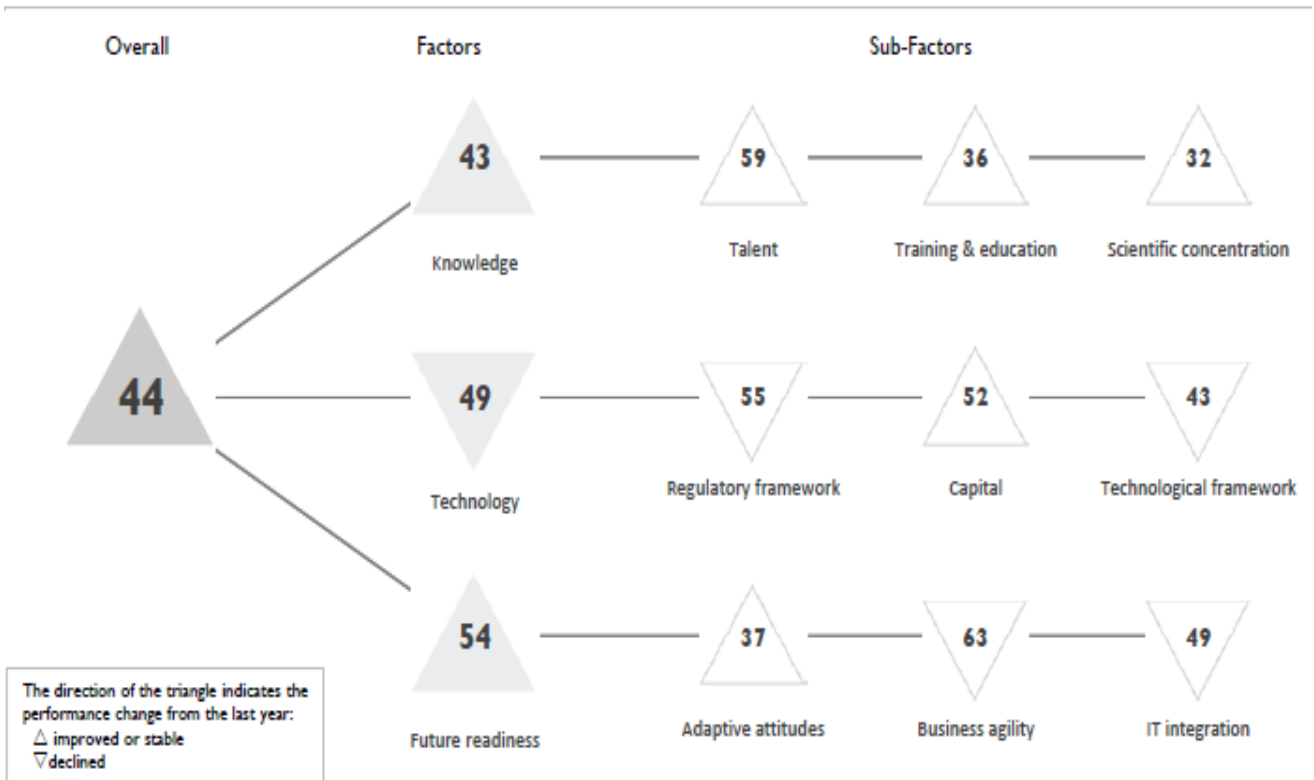 Overall Factors Sub-Factors
43 59 36 32
Knowledge Talent Training & education Scientific concentration
44 49 55 52 43
Technology Regulatory framework Capital Technological framework
54 37 63 49
Future readiness Adaptive attitudes Business agility IT integration
The direction of the triangle indicates the
performance change from the last year:
△ improved or stable
▽ declined